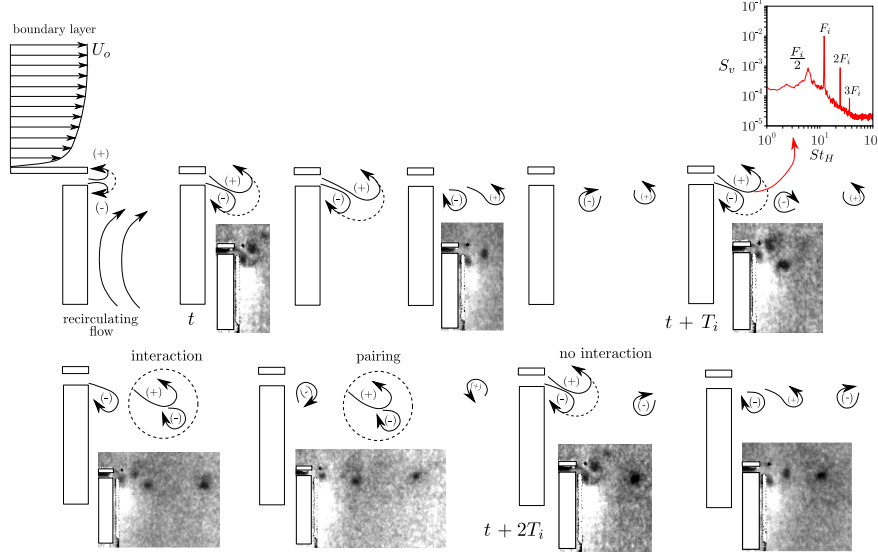 boundary layer
U_o
(+)
(-)
recirculating
flow
(+)
(-)
t
(+)
(-)
(-)
(+)
(-)
(+)
(+)
(-)
(-)
(+)
t + T_i
10^-1
10^-2
10^-3
10^-4
10^-5
S_v
F_i/2
F_i
2F_i
3F_i
10^0
10^1
10^
St_H
interaction
(-)
(+)
(-)
pairing
(-)
(+)
(-)
(+)
no interaction
(+)
(-)
(-)
t + 2T_i
(-)
(+)
(-)